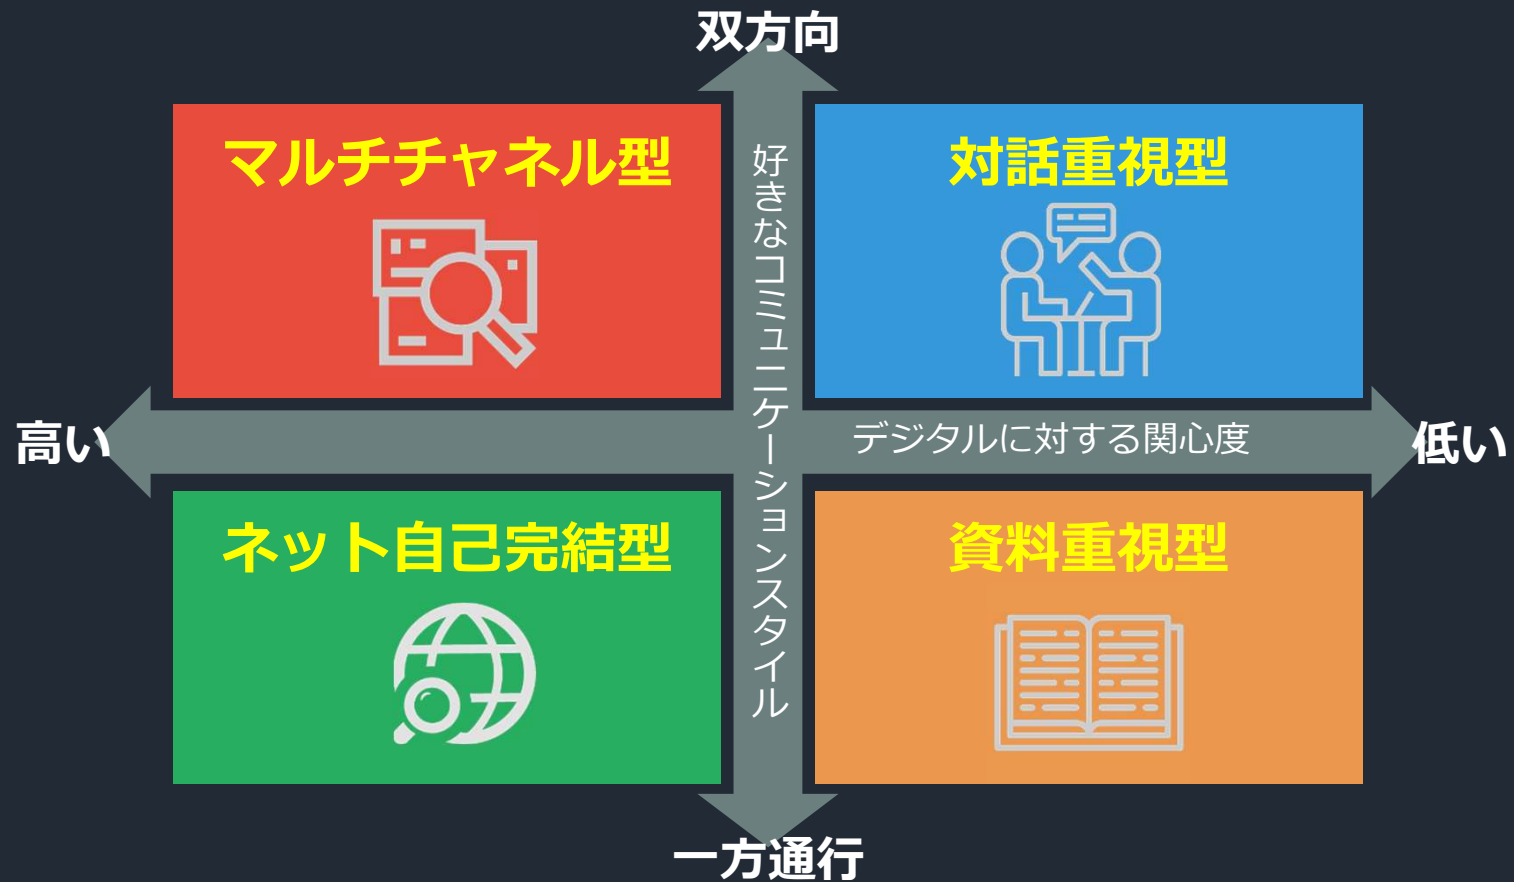 双方向
マルチチャネル型
対話重視型
好きなコミュニケーションスタイル
高い
デジタルに対する関心度
低い
ネット自己完結型
資料重視型
一方通行